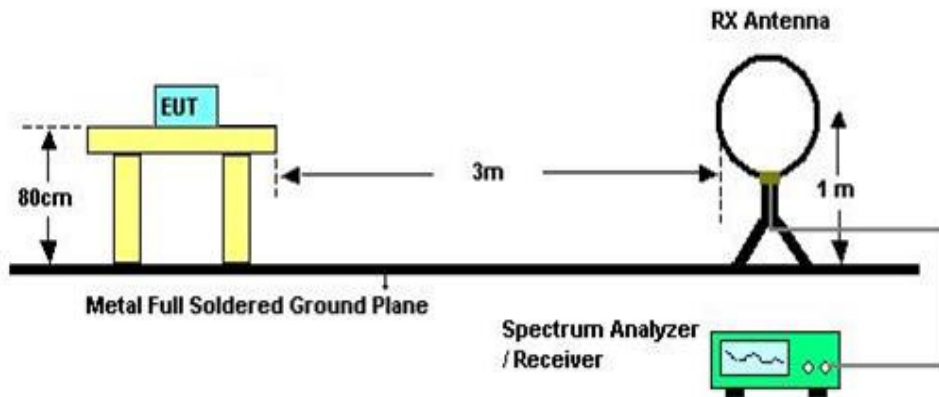 RX Antenna
EUT
80cm
3m
1 m
Metal Full Soldered Ground Plane
Spectrum Analyzer
/ Receiver